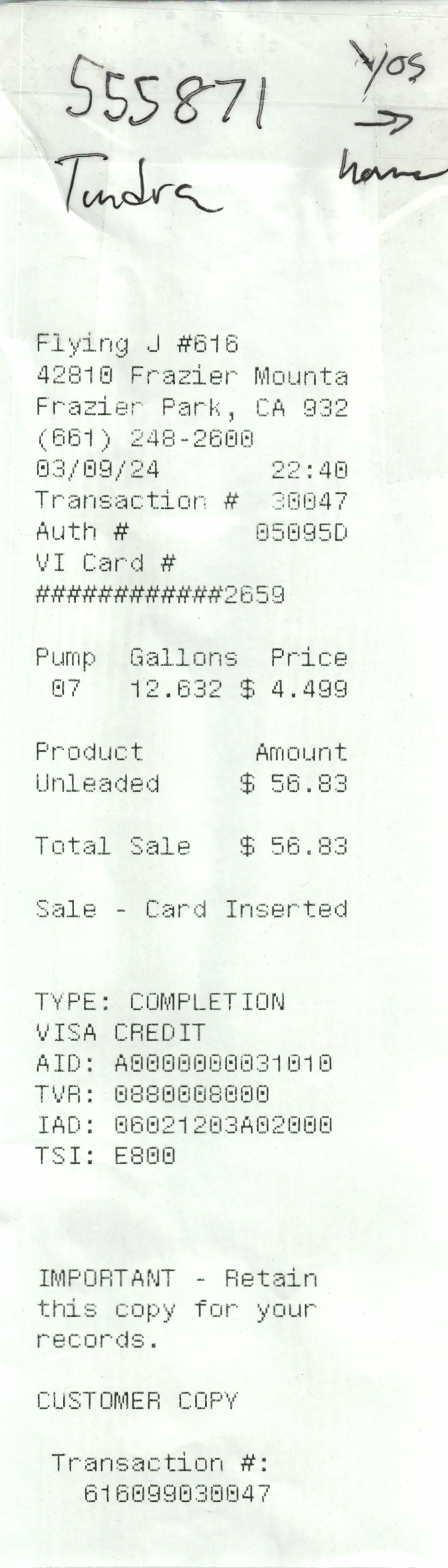 555871 Yos
→
Tundra home
Flying J #616
42810 Frazier Mounta
Frazier Park, CA 932
(661) 248-2600
03/09/24 22:40
Transaction # 30047
Auth # 05095D
VI Card #
############2659
Pump Gallons Price
07 12.632 $ 4.499
Product Amount
Unleaded $ 56.83
Total Sale $ 56.83
Sale - Card Inserted
TYPE: COMPLETION
VISA CREDIT
AID: A0000000031010
TVR: 0880008000
IAD: 06021203A02000
TSI: E800
IMPORTANT - Retain
this copy for your
records.
CUSTOMER COPY
Transaction #:
616099030047